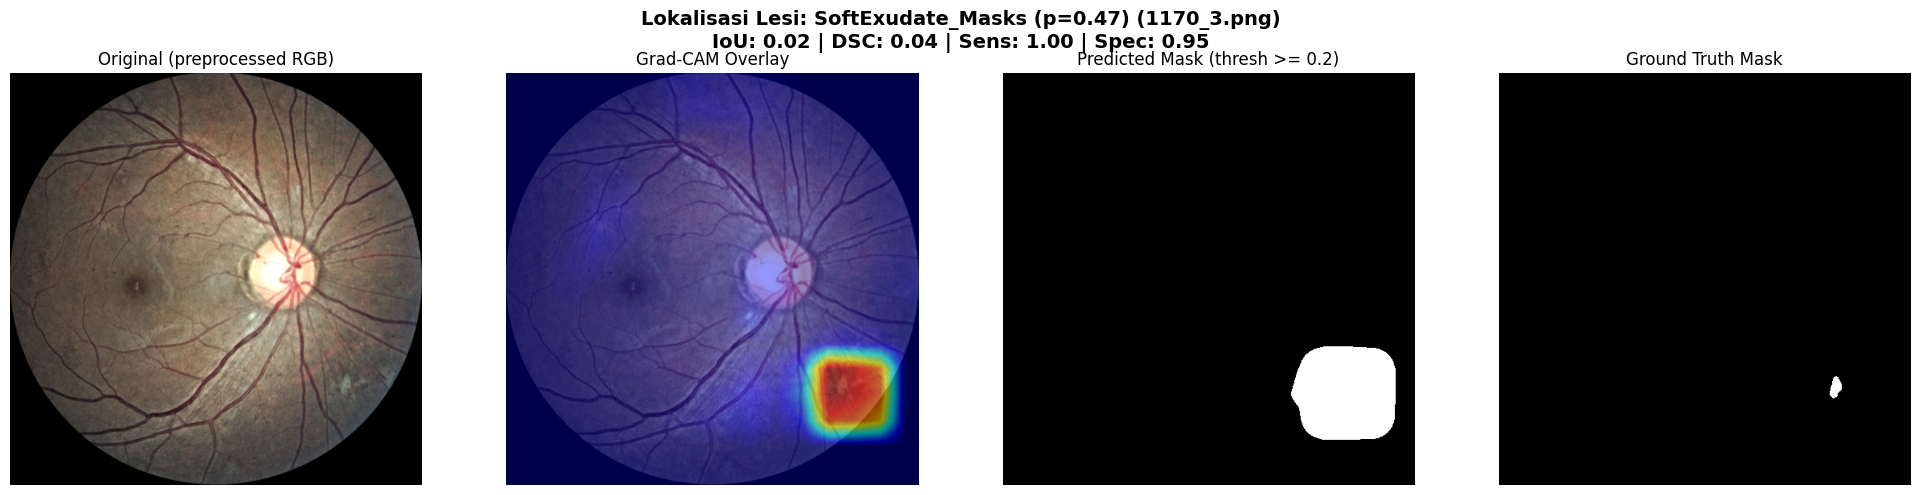 Lokalisasi Lesi: SoftExudate_Masks (p=0.47) (1170_3.png)
IoU: 0.02 | DSC: 0.04 | Sens: 1.00 | Spec: 0.95
Original (preprocessed RGB)
Grad-CAM Overlay
Predicted Mask (thresh >= 0.2)
Ground Truth Mask